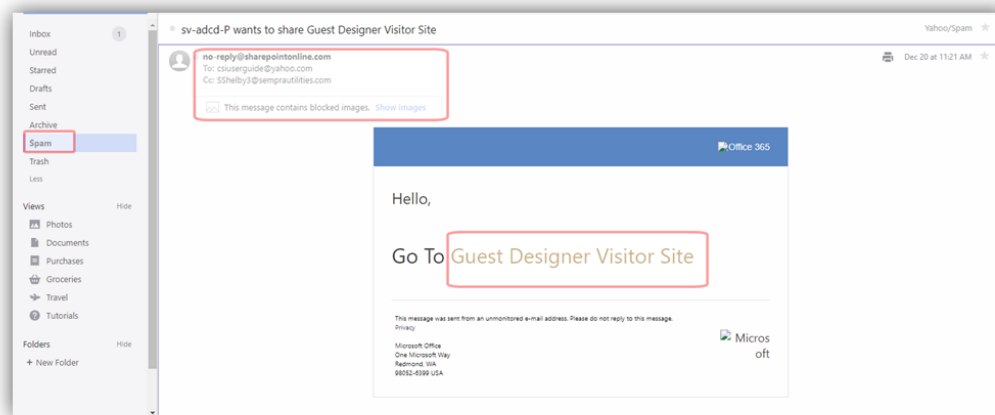 Inbox 1
Unread
Starred
Drafts
Sent
Archive
Spam
Trash
Less
Views Hide
Photos
Documents
Purchases
Groceries
Travel
Tutorials
Folders Hide
+ New Folder
sv-adcd-P wants to share Guest Designer Visitor Site Yahoo/Spam
no-reply@sharepointonline.com Dec 20 at 11:21 AM
To: csiuserguide@yahoo.com
Cc: SShelby3@semprautilities.com
This message contains blocked images. Show Images
Office 365
Hello,
Go To Guest Designer Visitor Site
This message was sent from an unmonitored e-mail address. Please do not reply to this message.
Privacy
Microsoft Office
One Microsoft Way
Redmond, WA
98052-6399 USA
Micros
oft